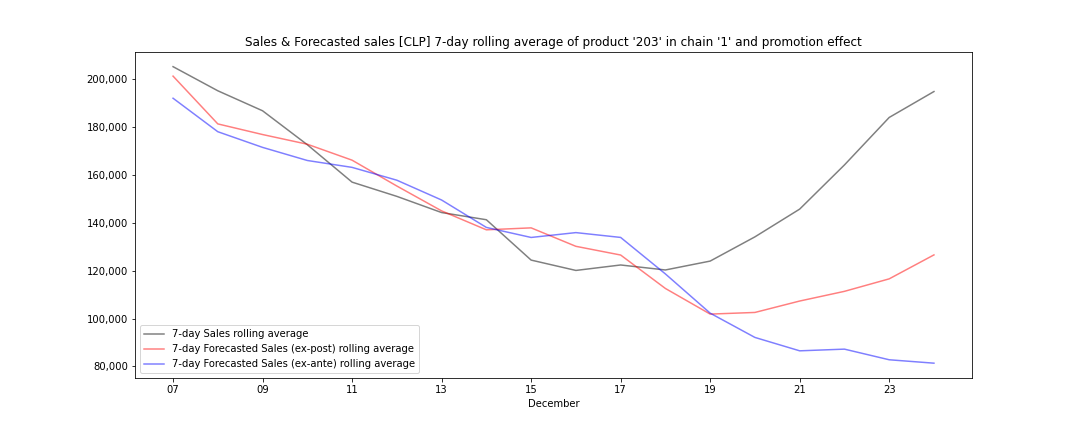 Sales & Forecasted sales [CLP] 7-day rolling average of product '203' in chain '1' and promotion effect
200,000
180,000
160,000
140,000
120,000
100,000
80,000
7-day Sales rolling average
7-day Forecasted Sales (ex-post) rolling average
7-day Forecasted Sales (ex-ante) rolling average
07 09 11 13 15 17 19 21 23
December